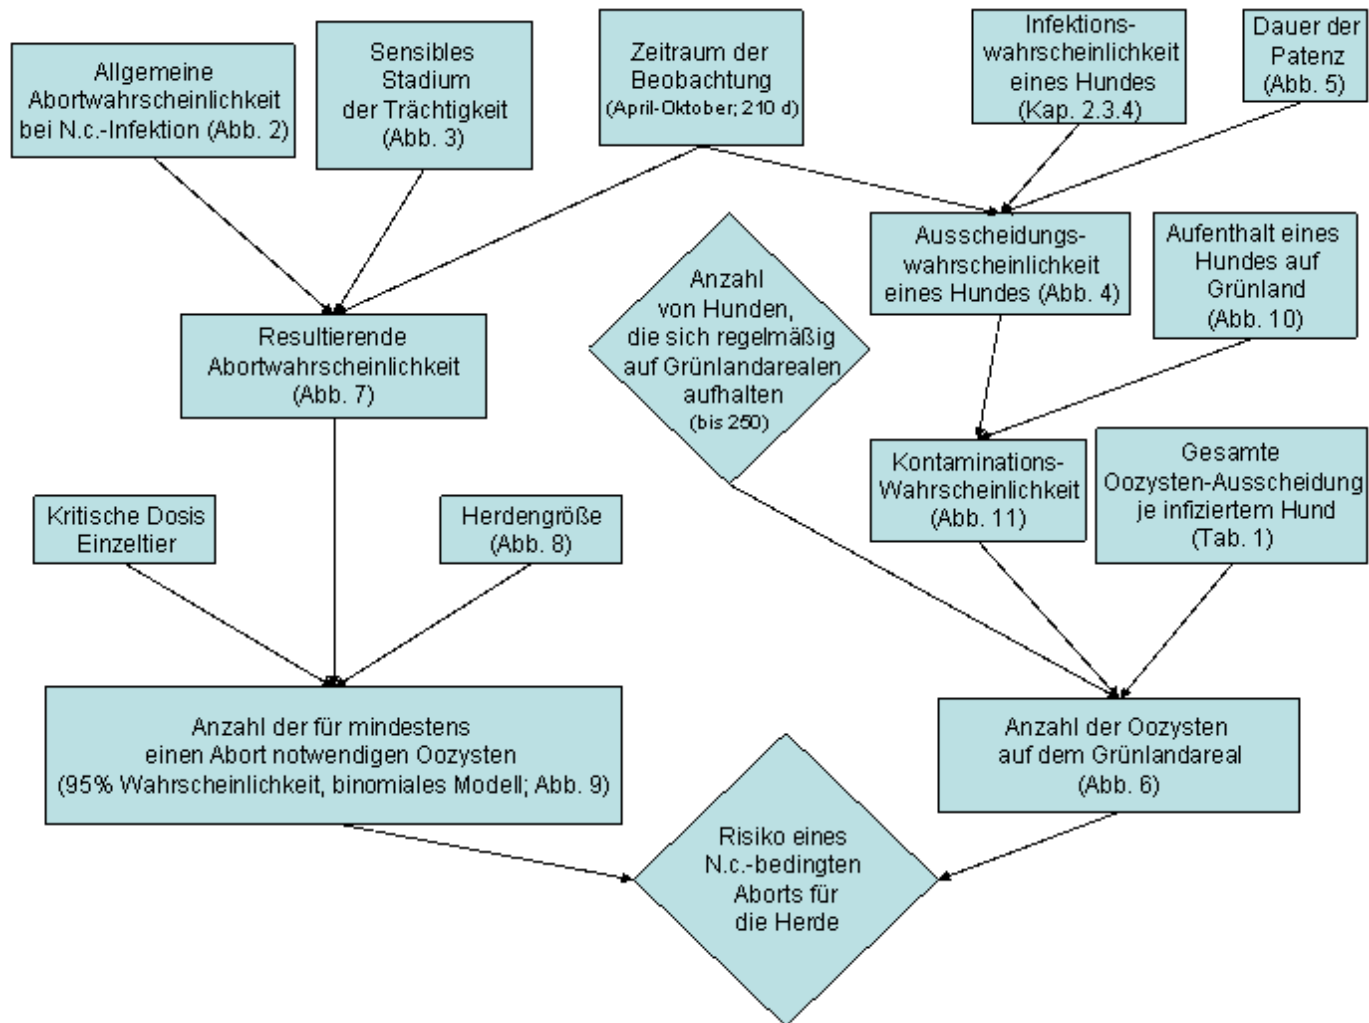 Allgemeine
Abortwahrscheinlichkeit
bei N.c.-Infektion (Abb. 2)
Sensibles
Stadium
der Trächtigkeit
(Abb. 3)
Zeitraum der
Beobachtung
(April-Oktober; 210 d)
Infektions-
wahrscheinlichkeit
eines Hundes
(Kap. 2.3.4)
Dauer der
Patenz
(Abb. 5)
Resultierende
Abortwahrscheinlichkeit
(Abb. 7)
Anzahl
von Hunden,
die sich regelmäßig
auf Grünlandarealen
aufhalten
(bis 250)
Ausscheidungs-
wahrscheinlichkeit
eines Hundes (Abb. 4)
Aufenthalt eines
Hundes auf
Grünland
(Abb. 10)
Kontaminations-
Wahrscheinlichkeit
(Abb. 11)
Gesamte
Oozysten-Ausscheidung
je infiziertem Hund
(Tab. 1)
Kritische Dosis
Einzeltier
Herdengröße
(Abb. 8)
Anzahl der für mindestens
einen Abort notwendigen Oozysten
(95% Wahrscheinlichkeit, binomiales Modell; Abb. 9)
Anzahl der Oozysten
auf dem Grünlandareal
(Abb. 6)
Risiko eines
N.c.-bedingten
Aborts für
die Herde